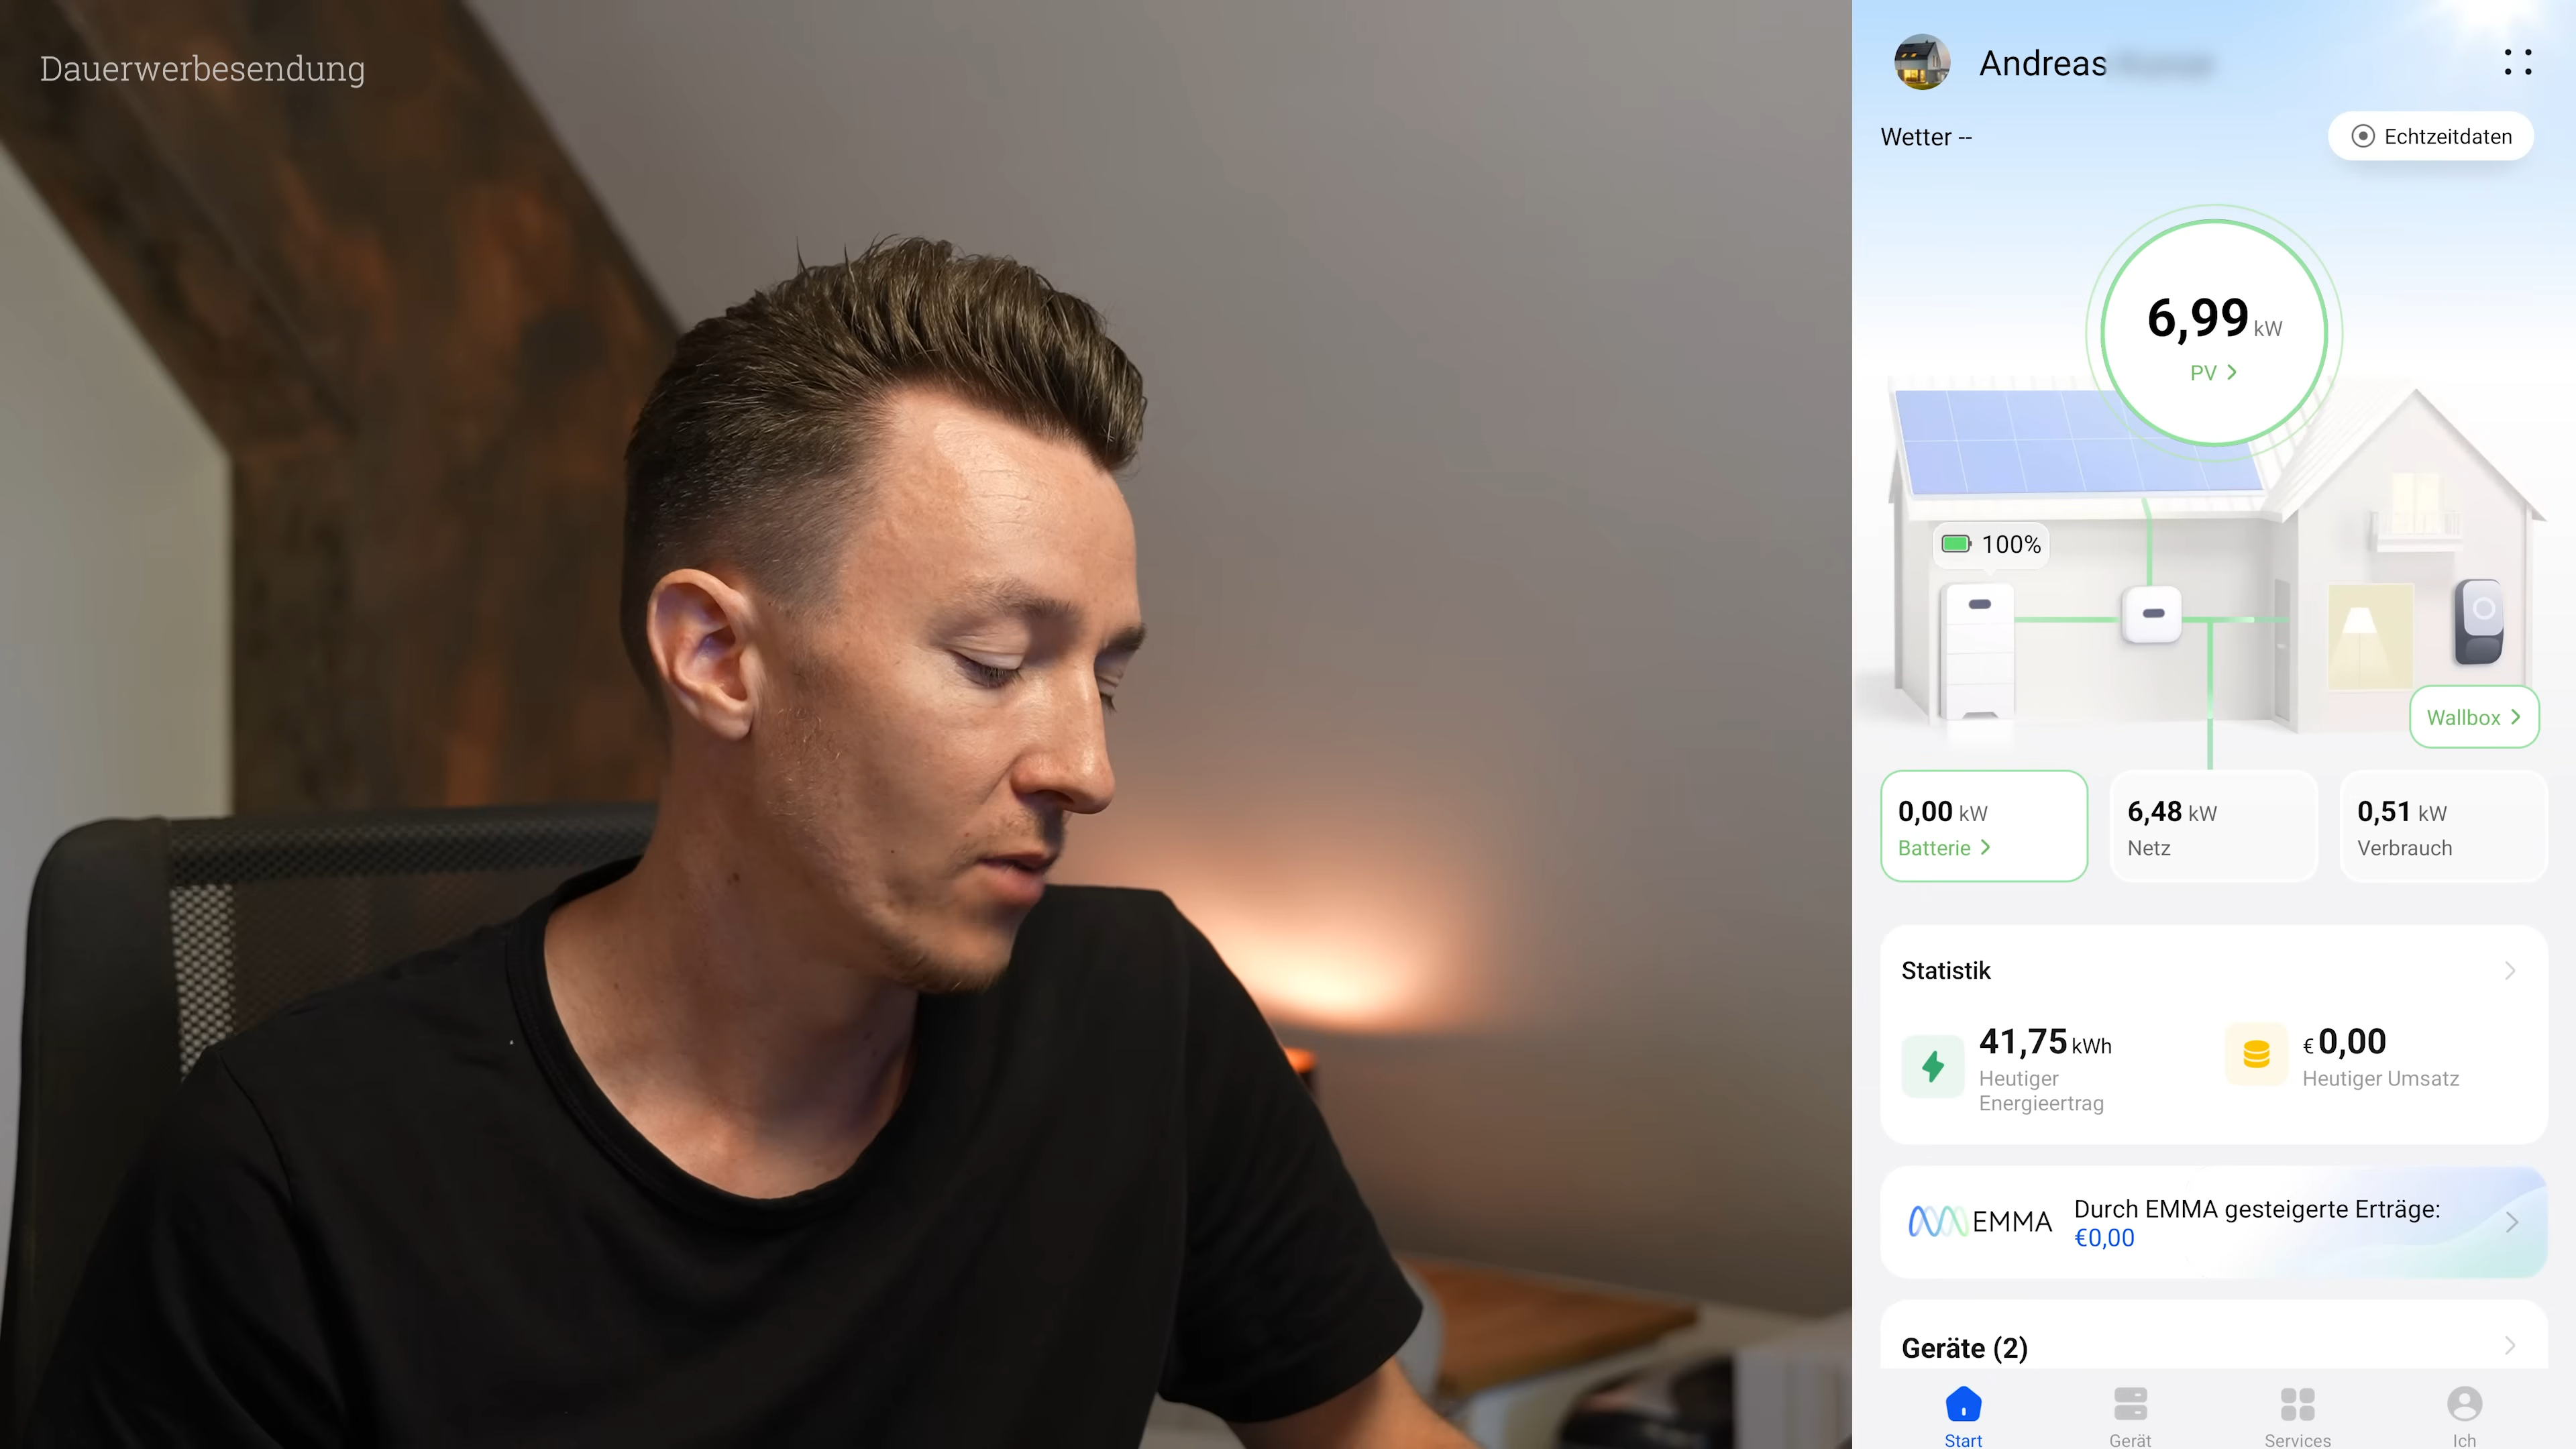 Dauerwerbesendung
Andreas
Wetter --
Echtzeitdaten
6,99 kW
PV
100%
Wallbox
0,00 kW
Batterie
6,48 kW
Netz
0,51 kW
Verbrauch
Statistik
41,75 kWh
Heutiger
Energieertrag
€ 0,00
Heutiger Umsatz
EMMA
Durch EMMA gesteigerte Erträge:
€0,00
Geräte (2)
Start
Gerät
Services
Ich